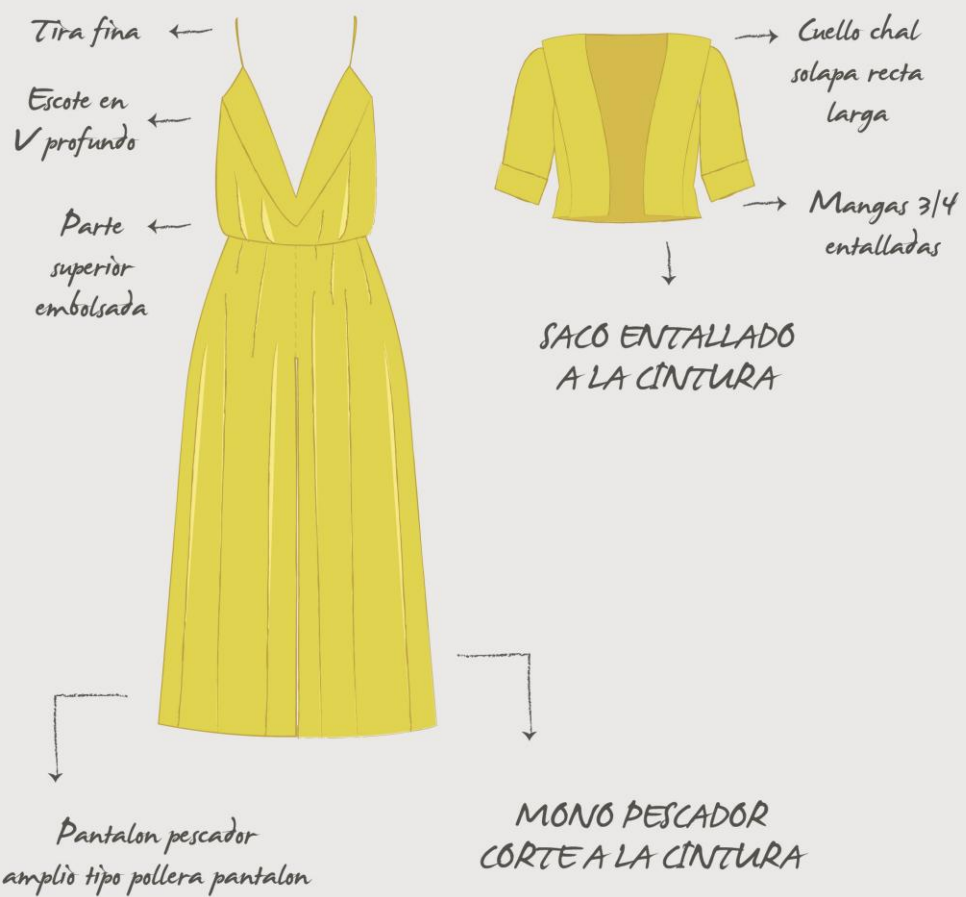 Tira fina
Escote en
V profundo
Parte
superior
embolsada
Cuello chal
solapa recta
larga
Mangas 3/4
entalladas
SACO ENTALLADO
A LA CINTURA
Pantalon pescador
amplio tipo pollera pantalon
MONO PESCADOR
CORTE A LA CINTURA